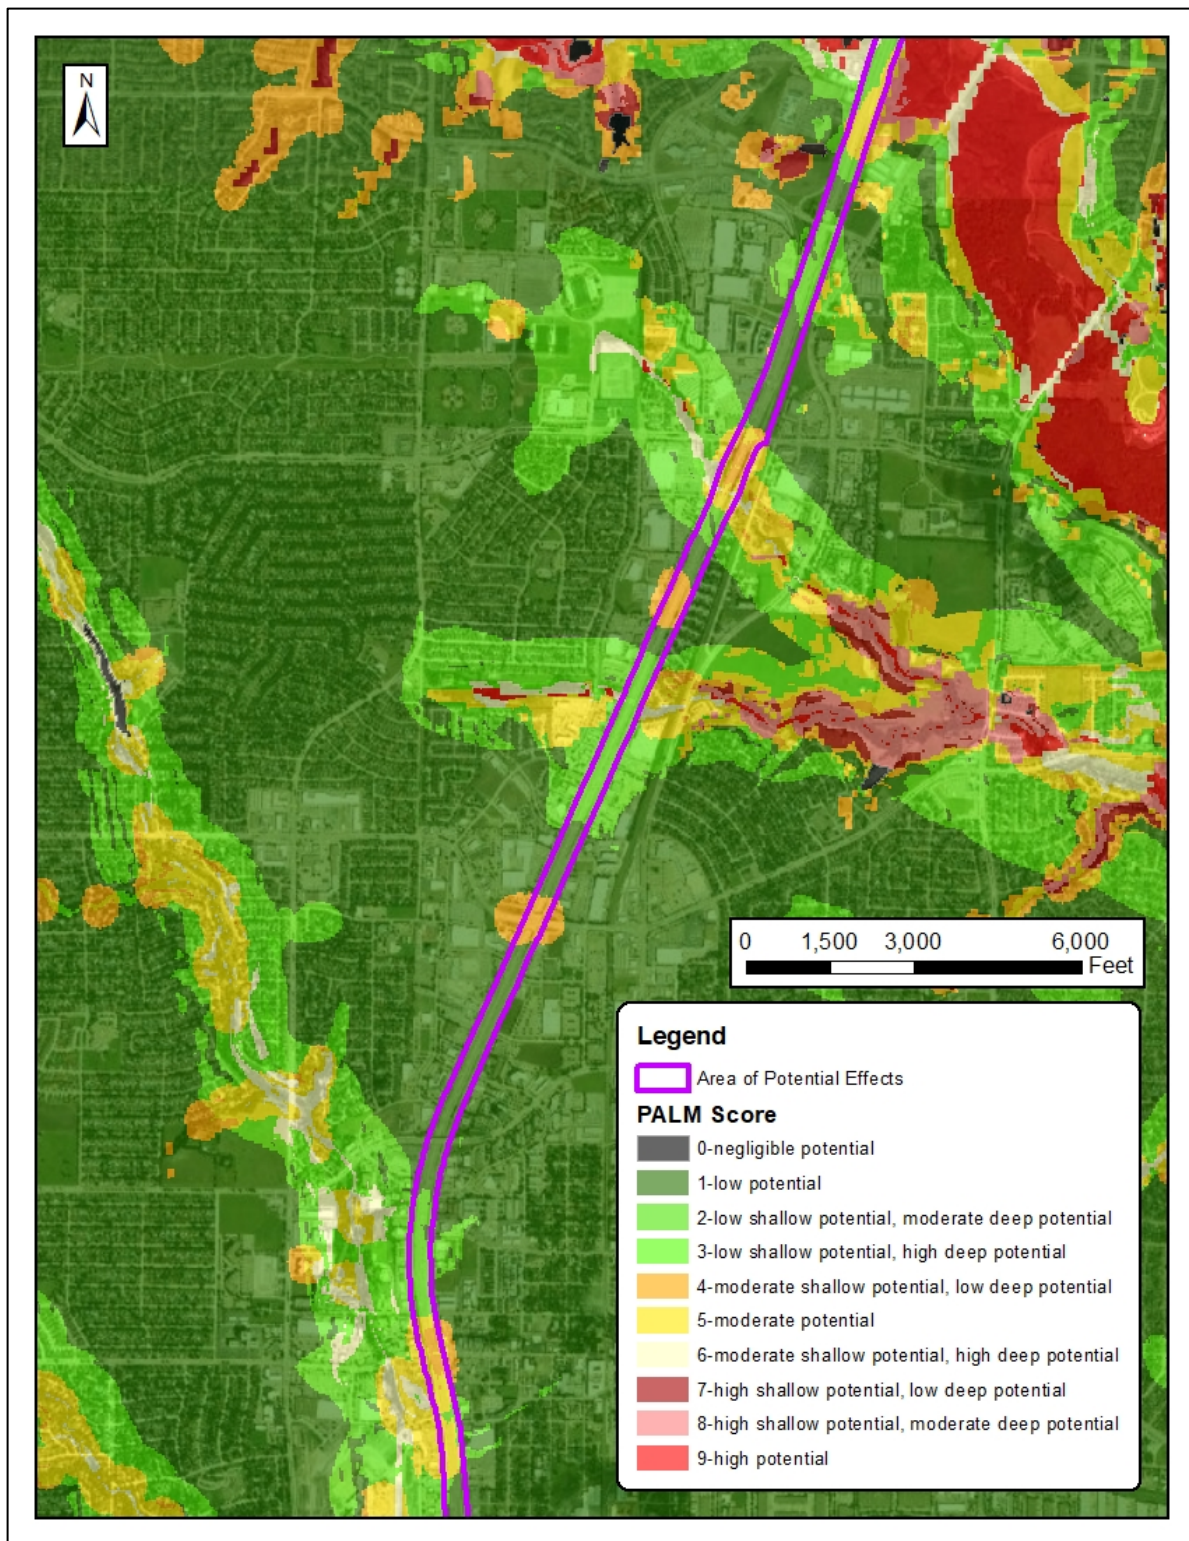 N
0 1,500 3,000 6,000
Feet
Legend
Area of Potential Effects
PALM Score
0-negligible potential
1-low potential
2-low shallow potential, moderate deep potential
3-low shallow potential, high deep potential
4-moderate shallow potential, low deep potential
5-moderate potential
6-moderate shallow potential, high deep potential
7-high shallow potential, low deep potential
8-high shallow potential, moderate deep potential
9-high potential